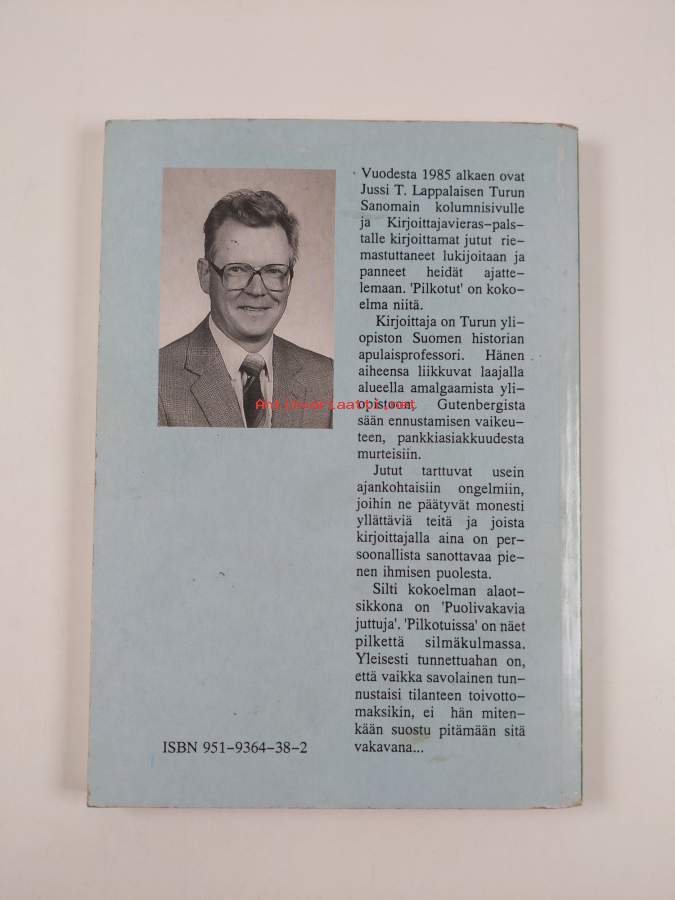 Vuodesta 1985 alkaen ovat
Jussi T. Lappalaisen Turun
Sanomain kolumnisivulle
ja Kirjoittajavieras-pals-
talle kirjoittamat jutut rie-
mastuttaneet lukijoitaan ja
panneet heidät ajatte-
lemaan. 'Pilkotut' on koko-
elma niitä.
Kirjoittaja on Turun yli-
opiston Suomen historian
apulaisprofessori. Hänen
aiheensa liikkuvat laajalla
alueella amalgaamista yli-
opistoon, Gutenbergista
sään ennustamisen vaikeu-
teen, pankkiasiakkuudesta
murteisiin.
Jutut tarttuvat usein
ajankohtaisiin ongelmiin,
joihin ne päätyvät monesti
yllättäviä teitä ja joista
kirjoittajalla aina on per-
soonallista sanottavaa pie-
nen ihmisen puolesta.
Silti kokoelman alaot-
sikkona on 'Puolivakavia
juttuja'. 'Pilkotuissa' on näet
pilkettä silmäkulmassa.
Yleisesti tunnettuahan on,
että vaikka savolainen tun-
nustaisi tilanteen toivotto-
maksikin, ei hän miten-
kään suostu pitämään sitä
vakavana...
ISBN 951-9364-38-2
Antikvariaatti.net